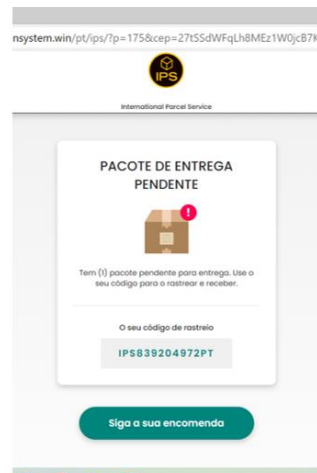 nsystem.win/pt/ips/?p=175&cep=27tSSdWFqLh8MEz1W0jcB7K
IPS
International Parcel Service
PACOTE DE ENTREGA
PENDENTE
!
Tem (1) pacote pendente para entrega. Use o
seu código para o rastrear e receber.
O seu código de rastreio
IPS839204972PT
Siga a sua encomenda